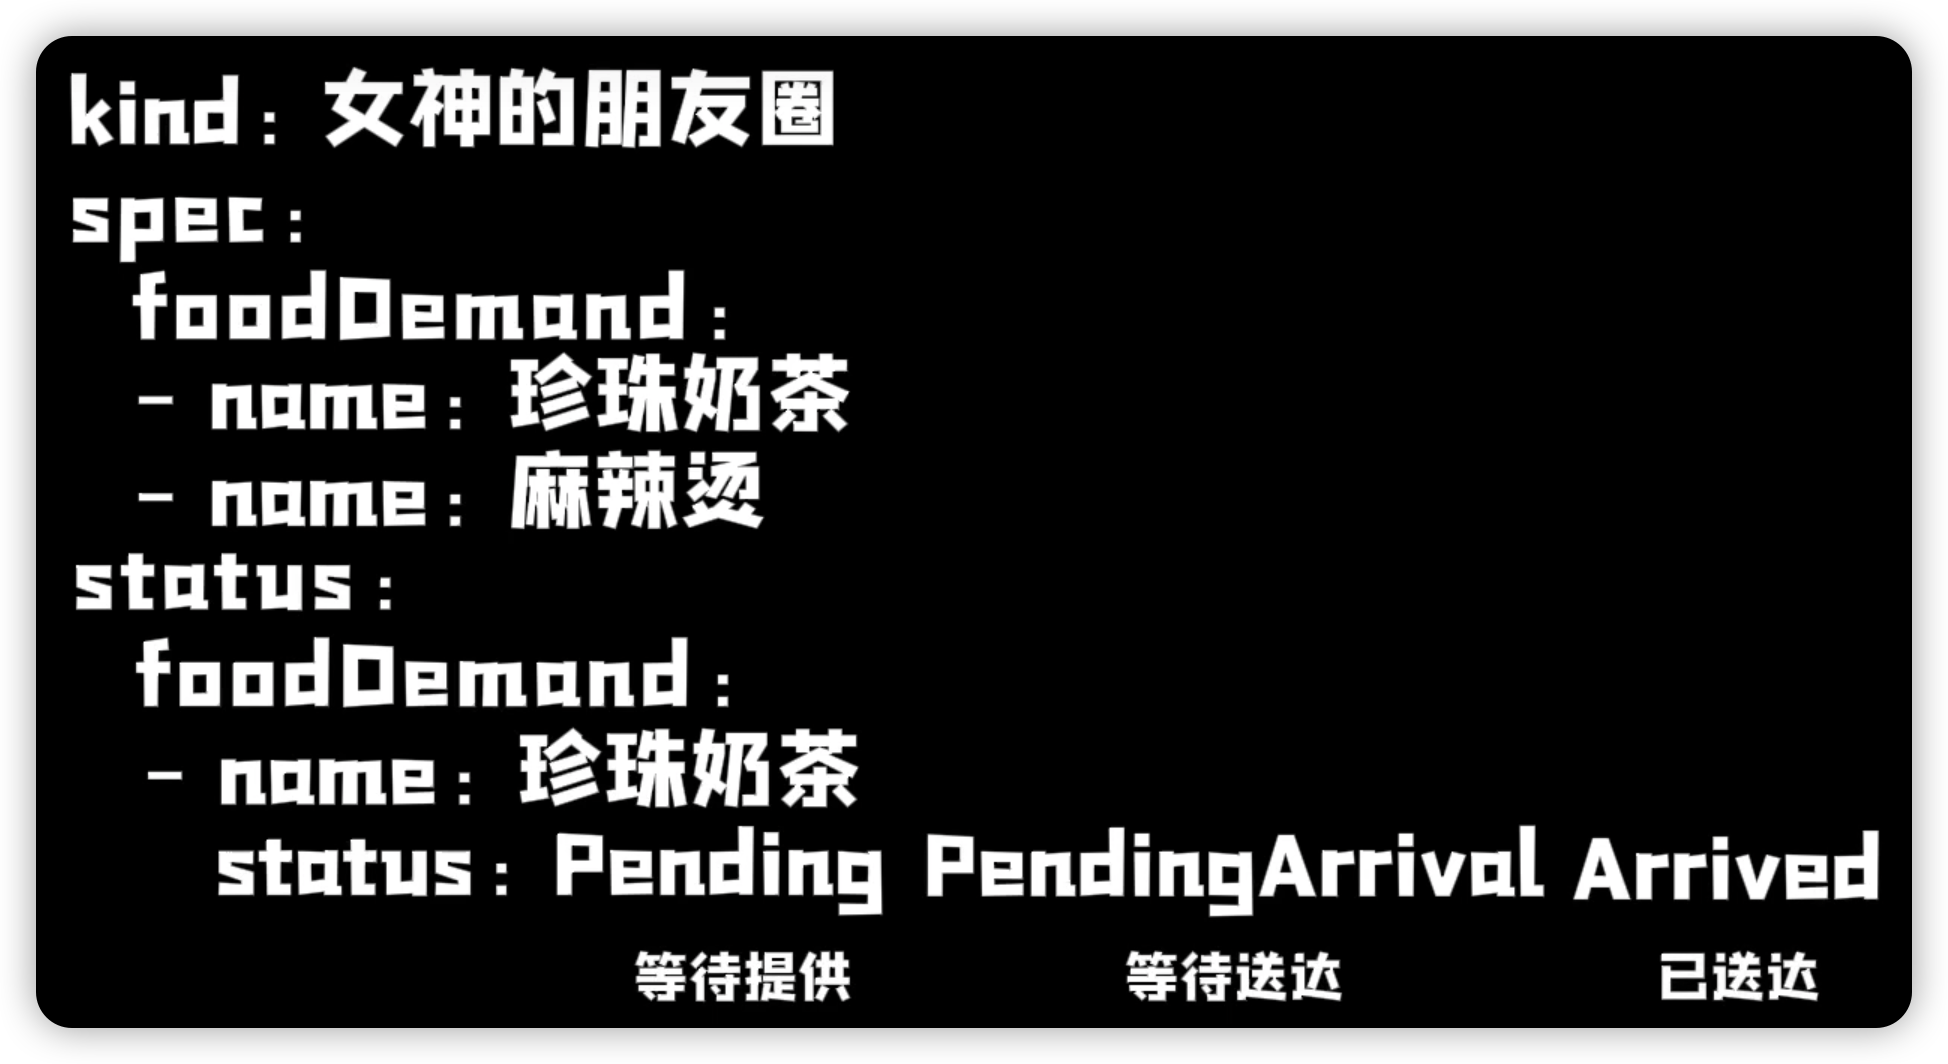 kind: 女神的朋友圈
spec:
foodDemand:
- name: 珍珠奶茶
- name: 麻辣烫
status:
foodDemand:
- name: 珍珠奶茶
status: Pending PendingArrival Arrived
等待提供 等待送达 已送达